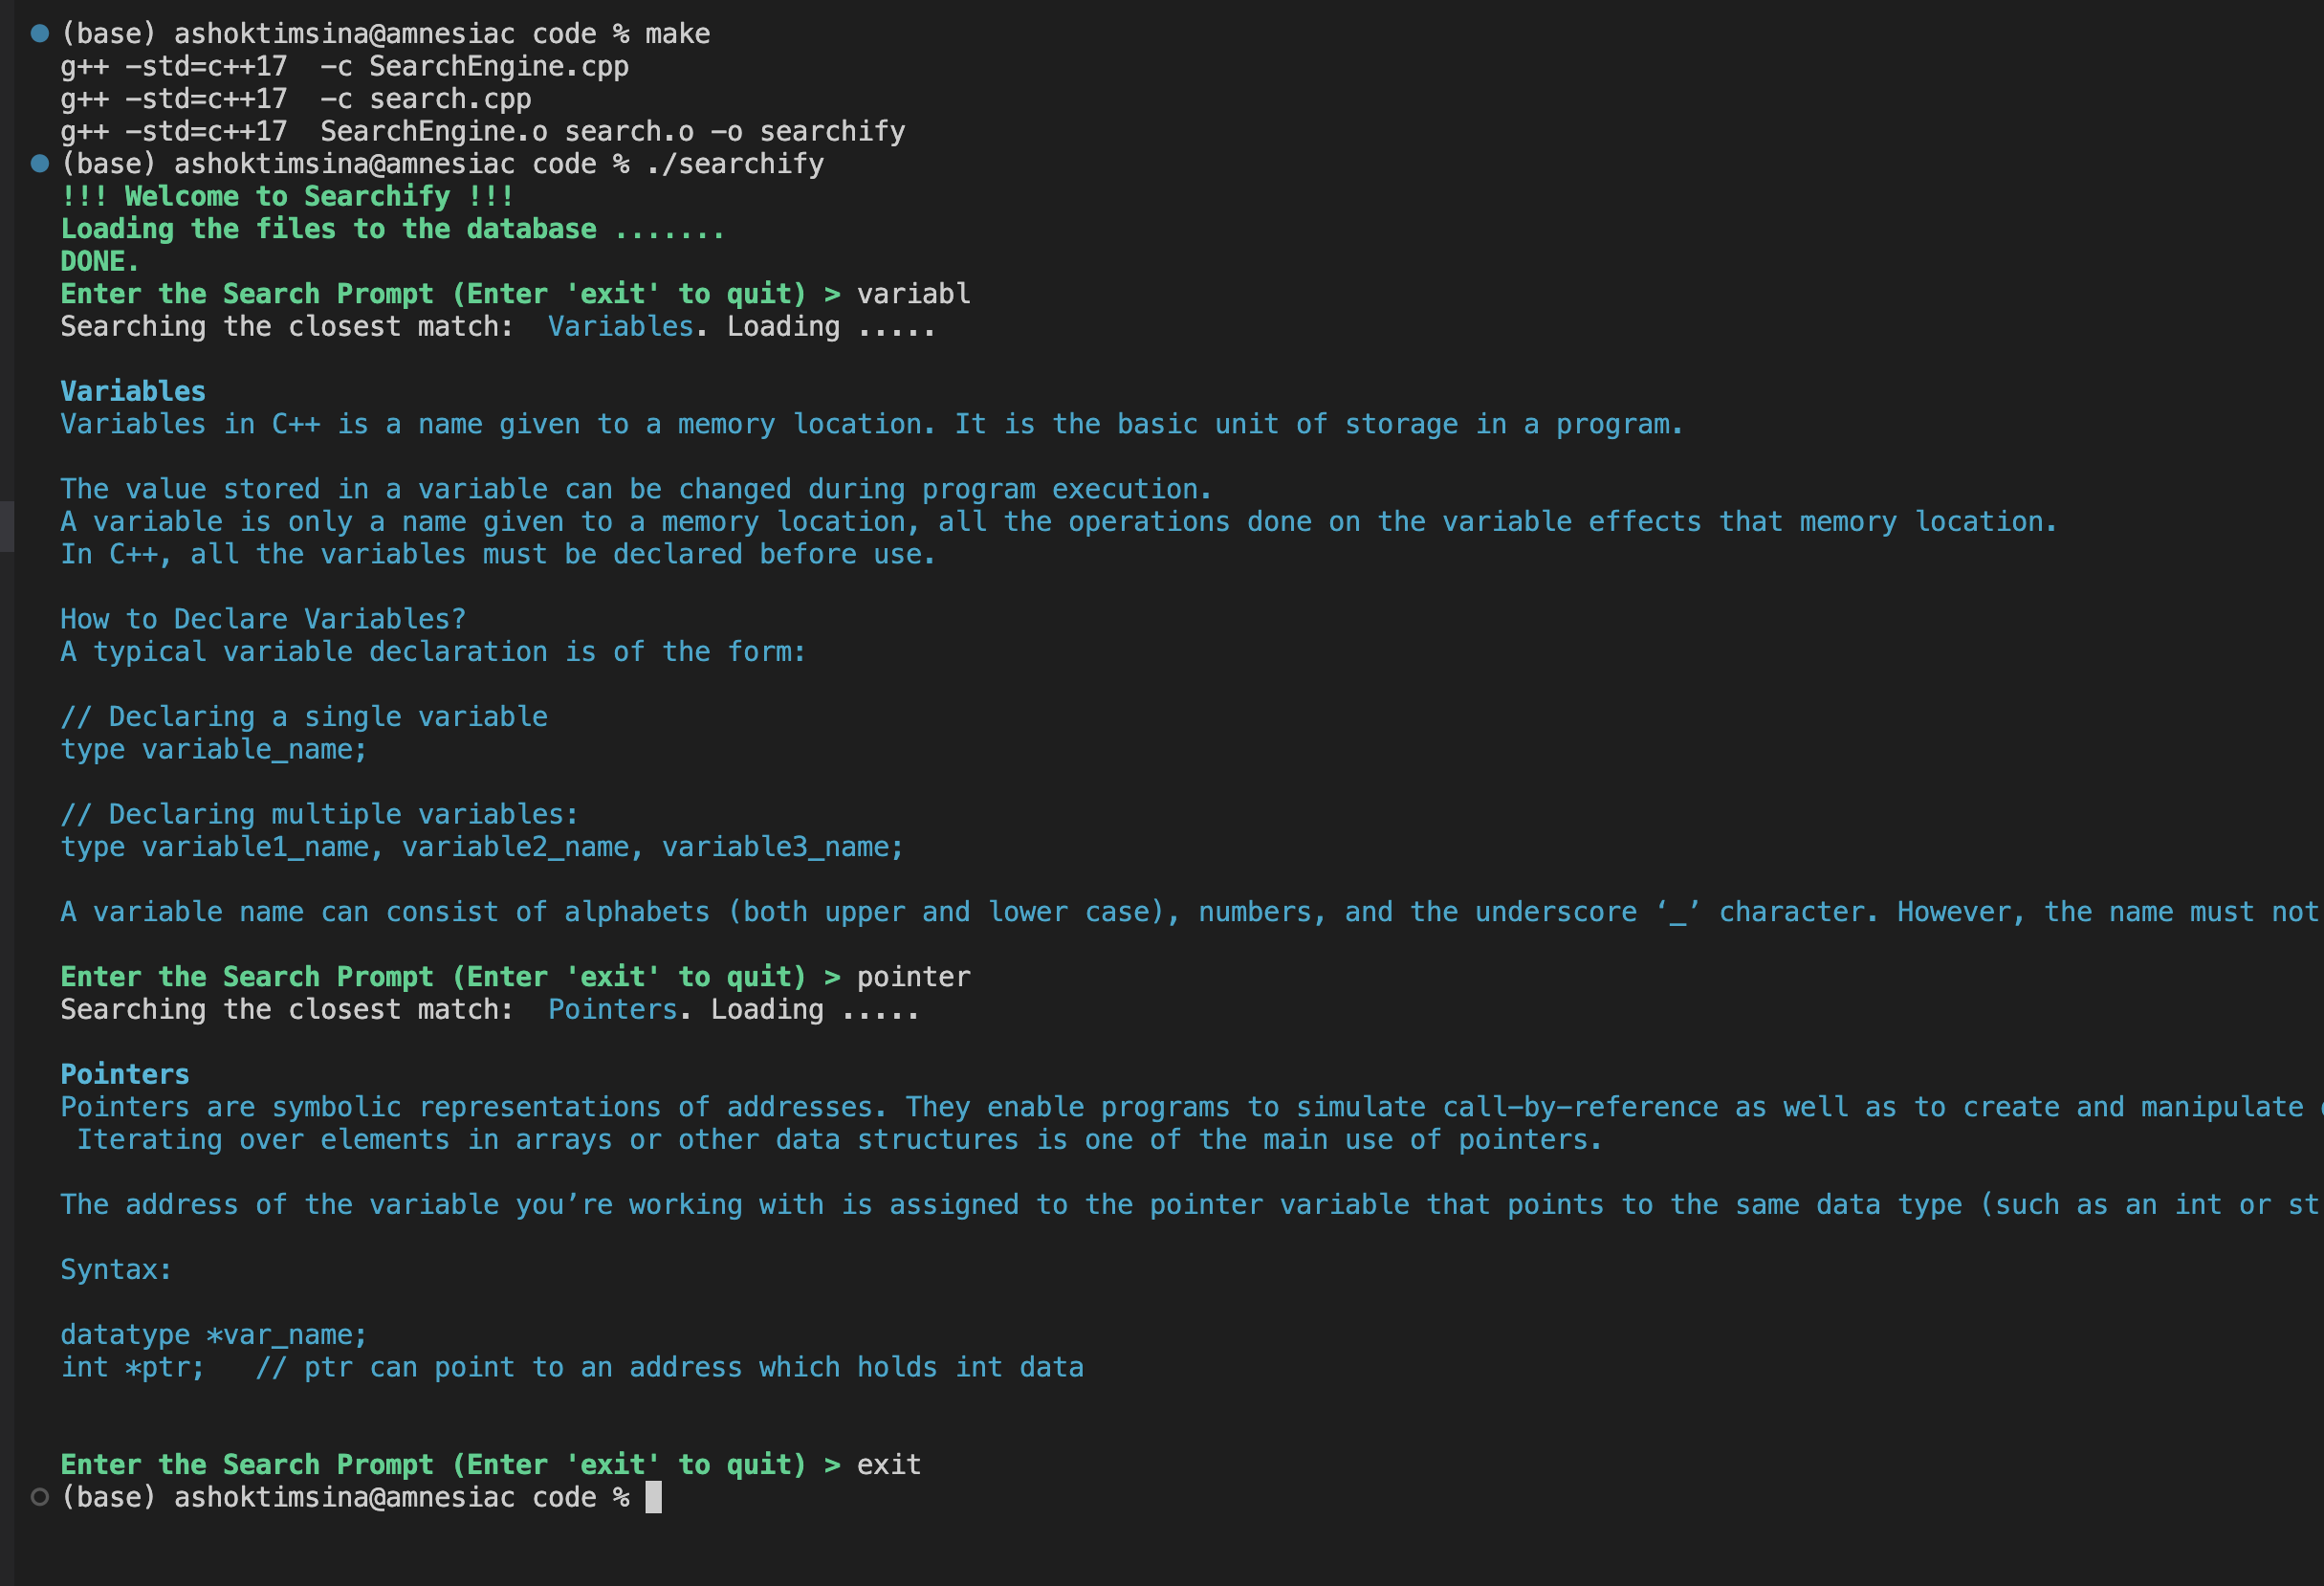 (base) ashoktimsina@amnesiac code % make
g++ -std=c++17  -c SearchEngine.cpp
g++ -std=c++17  -c search.cpp
g++ -std=c++17  SearchEngine.o search.o -o searchify
(base) ashoktimsina@amnesiac code % ./searchify
!!! Welcome to Searchify !!!
Loading the files to the database .......
DONE.
Enter the Search Prompt (Enter 'exit' to quit) > variabl
Searching the closest match:  Variables. Loading .....
Variables
Variables in C++ is a name given to a memory location. It is the basic unit of storage in a program.
The value stored in a variable can be changed during program execution.
A variable is only a name given to a memory location, all the operations done on the variable effects that memory location.
In C++, all the variables must be declared before use.
How to Declare Variables?
A typical variable declaration is of the form:
// Declaring a single variable
type variable_name;
// Declaring multiple variables:
type variable1_name, variable2_name, variable3_name;
A variable name can consist of alphabets (both upper and lower case), numbers, and the underscore ‘_’ character. However, the name must not
Enter the Search Prompt (Enter 'exit' to quit) > pointer
Searching the closest match:  Pointers. Loading .....
Pointers
Pointers are symbolic representations of addresses. They enable programs to simulate call-by-reference as well as to create and manipulate
Iterating over elements in arrays or other data structures is one of the main use of pointers.
The address of the variable you’re working with is assigned to the pointer variable that points to the same data type (such as an int or st
Syntax:
datatype *var_name;
int *ptr;   // ptr can point to an address which holds int data
Enter the Search Prompt (Enter 'exit' to quit) > exit
(base) ashoktimsina@amnesiac code %